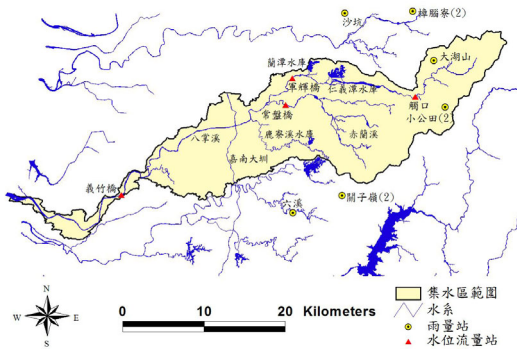 沙坑
樟腦寮(2)
大湖山
蘭潭水庫
軍輝橋
仁義潭水庫
觸口
小公田(2)
常盤橋
八掌溪
鹿寮溪水庫
赤蘭溪
嘉南大圳
義竹橋
六溪
關子嶺(2)
N
W E
S
0 10 20 Kilometers
集水區範圍
水系
雨量站
水位流量站